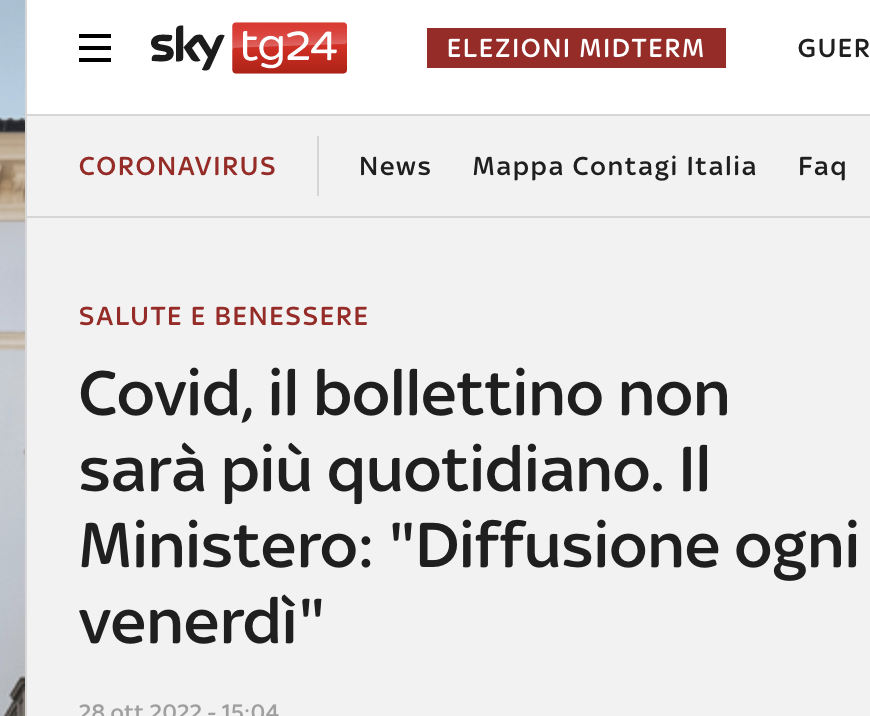 sky tg24
ELEZIONI MIDTERM
GUER
CORONAVIRUS
News
Mappa Contagi Italia
Faq
SALUTE E BENESSERE
Covid, il bollettino non
sarà più quotidiano. Il
Ministero: "Diffusione ogni
venerdì"
28 ott 2022 - 15:04